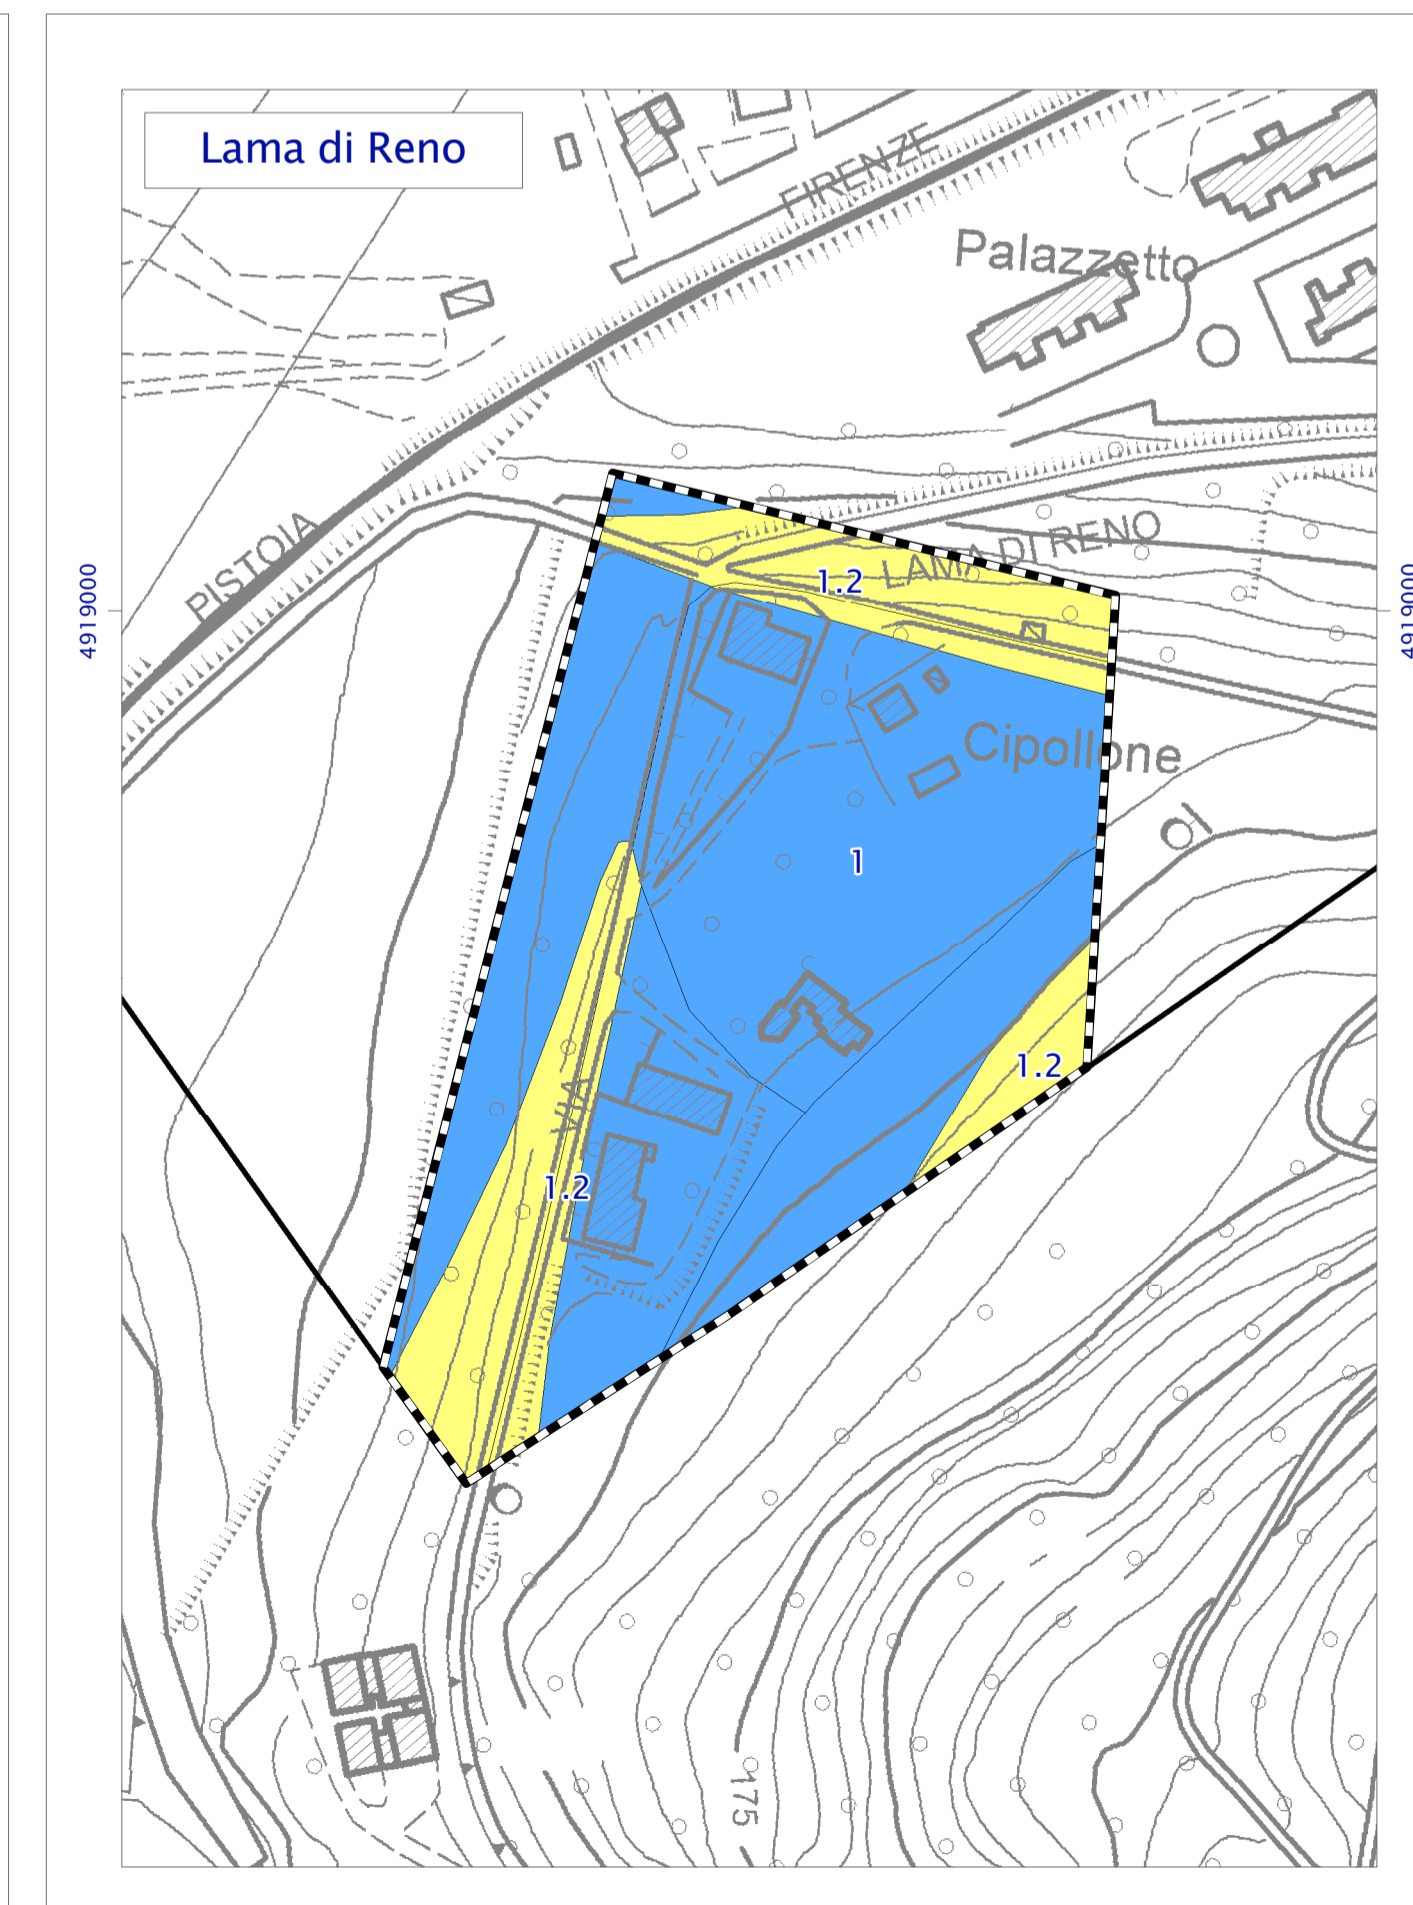 Lama di Reno
FIRENZE
Palazzetto
PISTOIA
LAMA DI RENO
1.2
4919000
4919000
Cipollone
1
1.2
VIA
1.2
175